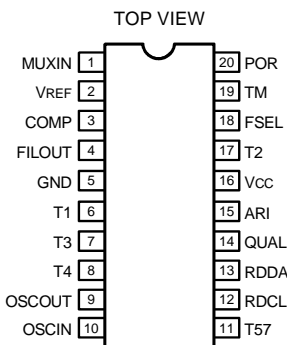 TOP VIEW
MUXIN 1 20 POR
VREF 2 19 TM
COMP 3 18 FSEL
FILOUT 4 17 T2
GND 5 16 VCC
T1 6 15 ARI
T3 7 14 QUAL
T4 8 13 RDDA
OSCOUT 9 12 RDCL
OSCIN 10 11 T57